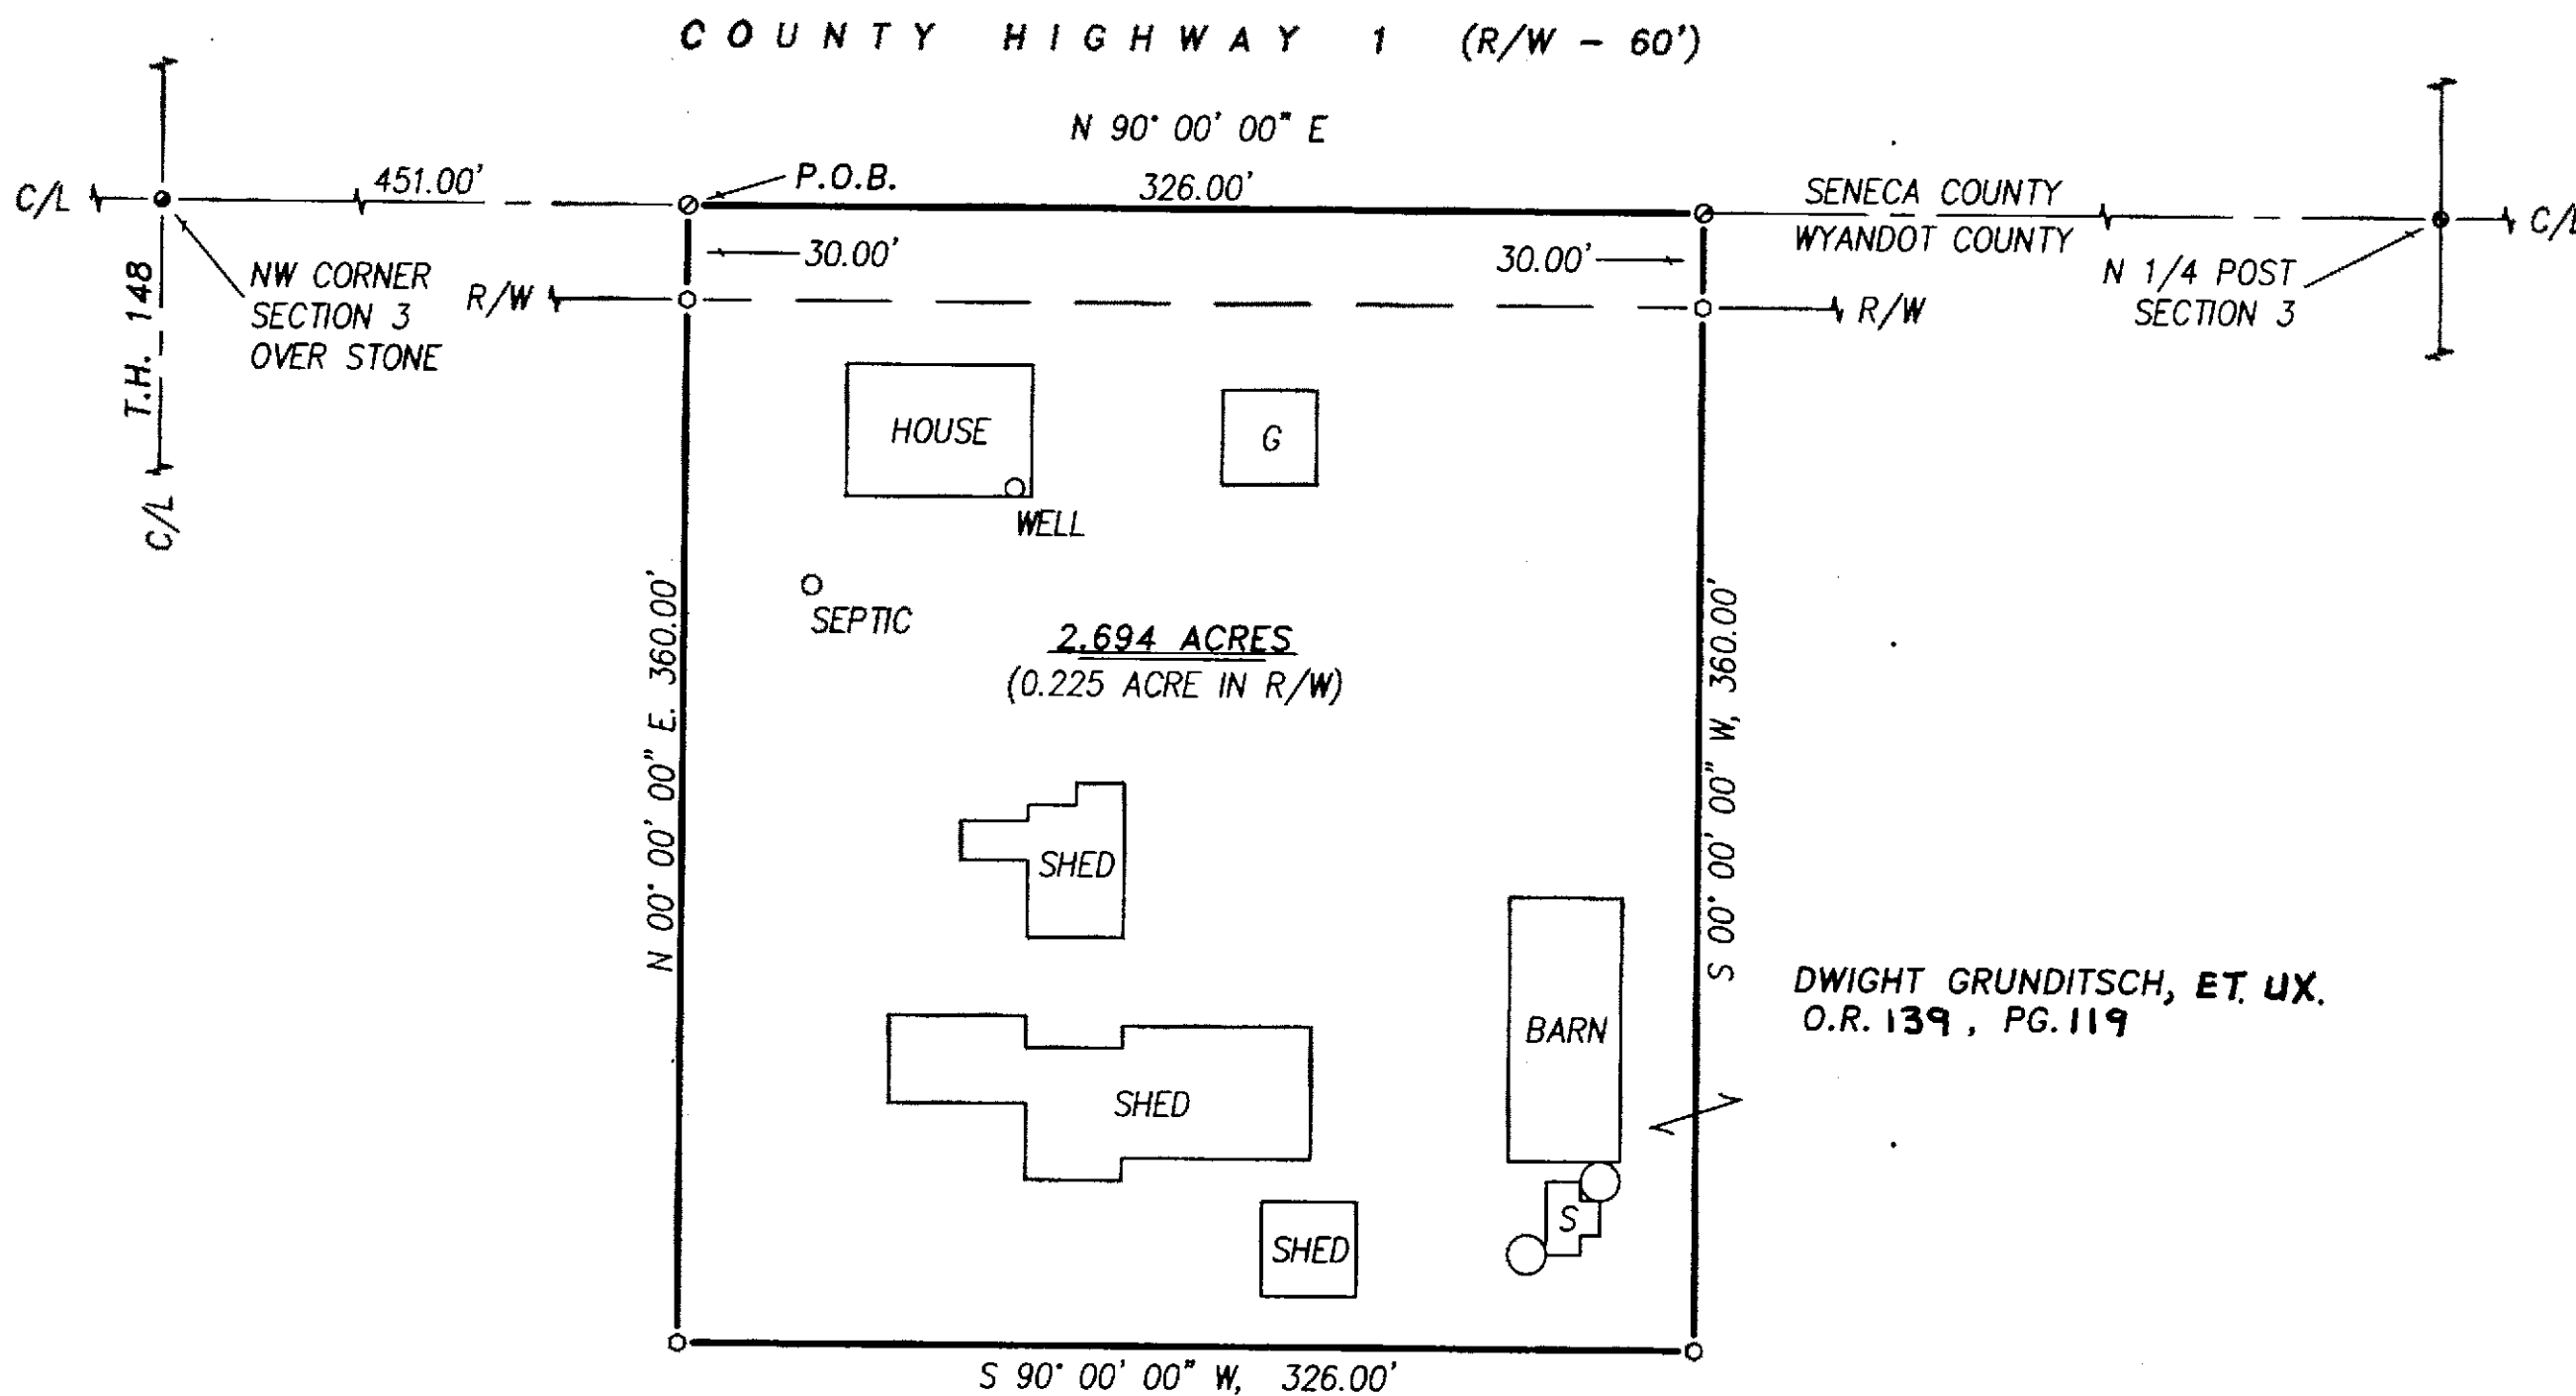 COUNTY HIGHWAY 1 (R/W - 60')
N 90° 00' 00" E
C/L
451.00'
P.O.B.
326.00'
SENECA COUNTY
WYANDOT COUNTY
C/L
30.00'
30.00'
NW CORNER
SECTION 3
OVER STONE
R/W
R/W
N 1/4 POST
SECTION 3
T.H. 148
C/L
HOUSE
G
WELL
SEPTIC
2.694 ACRES
(0.225 ACRE IN R/W)
N 00° 00' 00" E. 360.00'
S 00° 00' 00" W, 360.00'
SHED
BARN
DWIGHT GRUNDITSCH, ET. UX.
O.R. 139, PG. 119
SHED
S
SHED
S 90° 00' 00" W, 326.00'